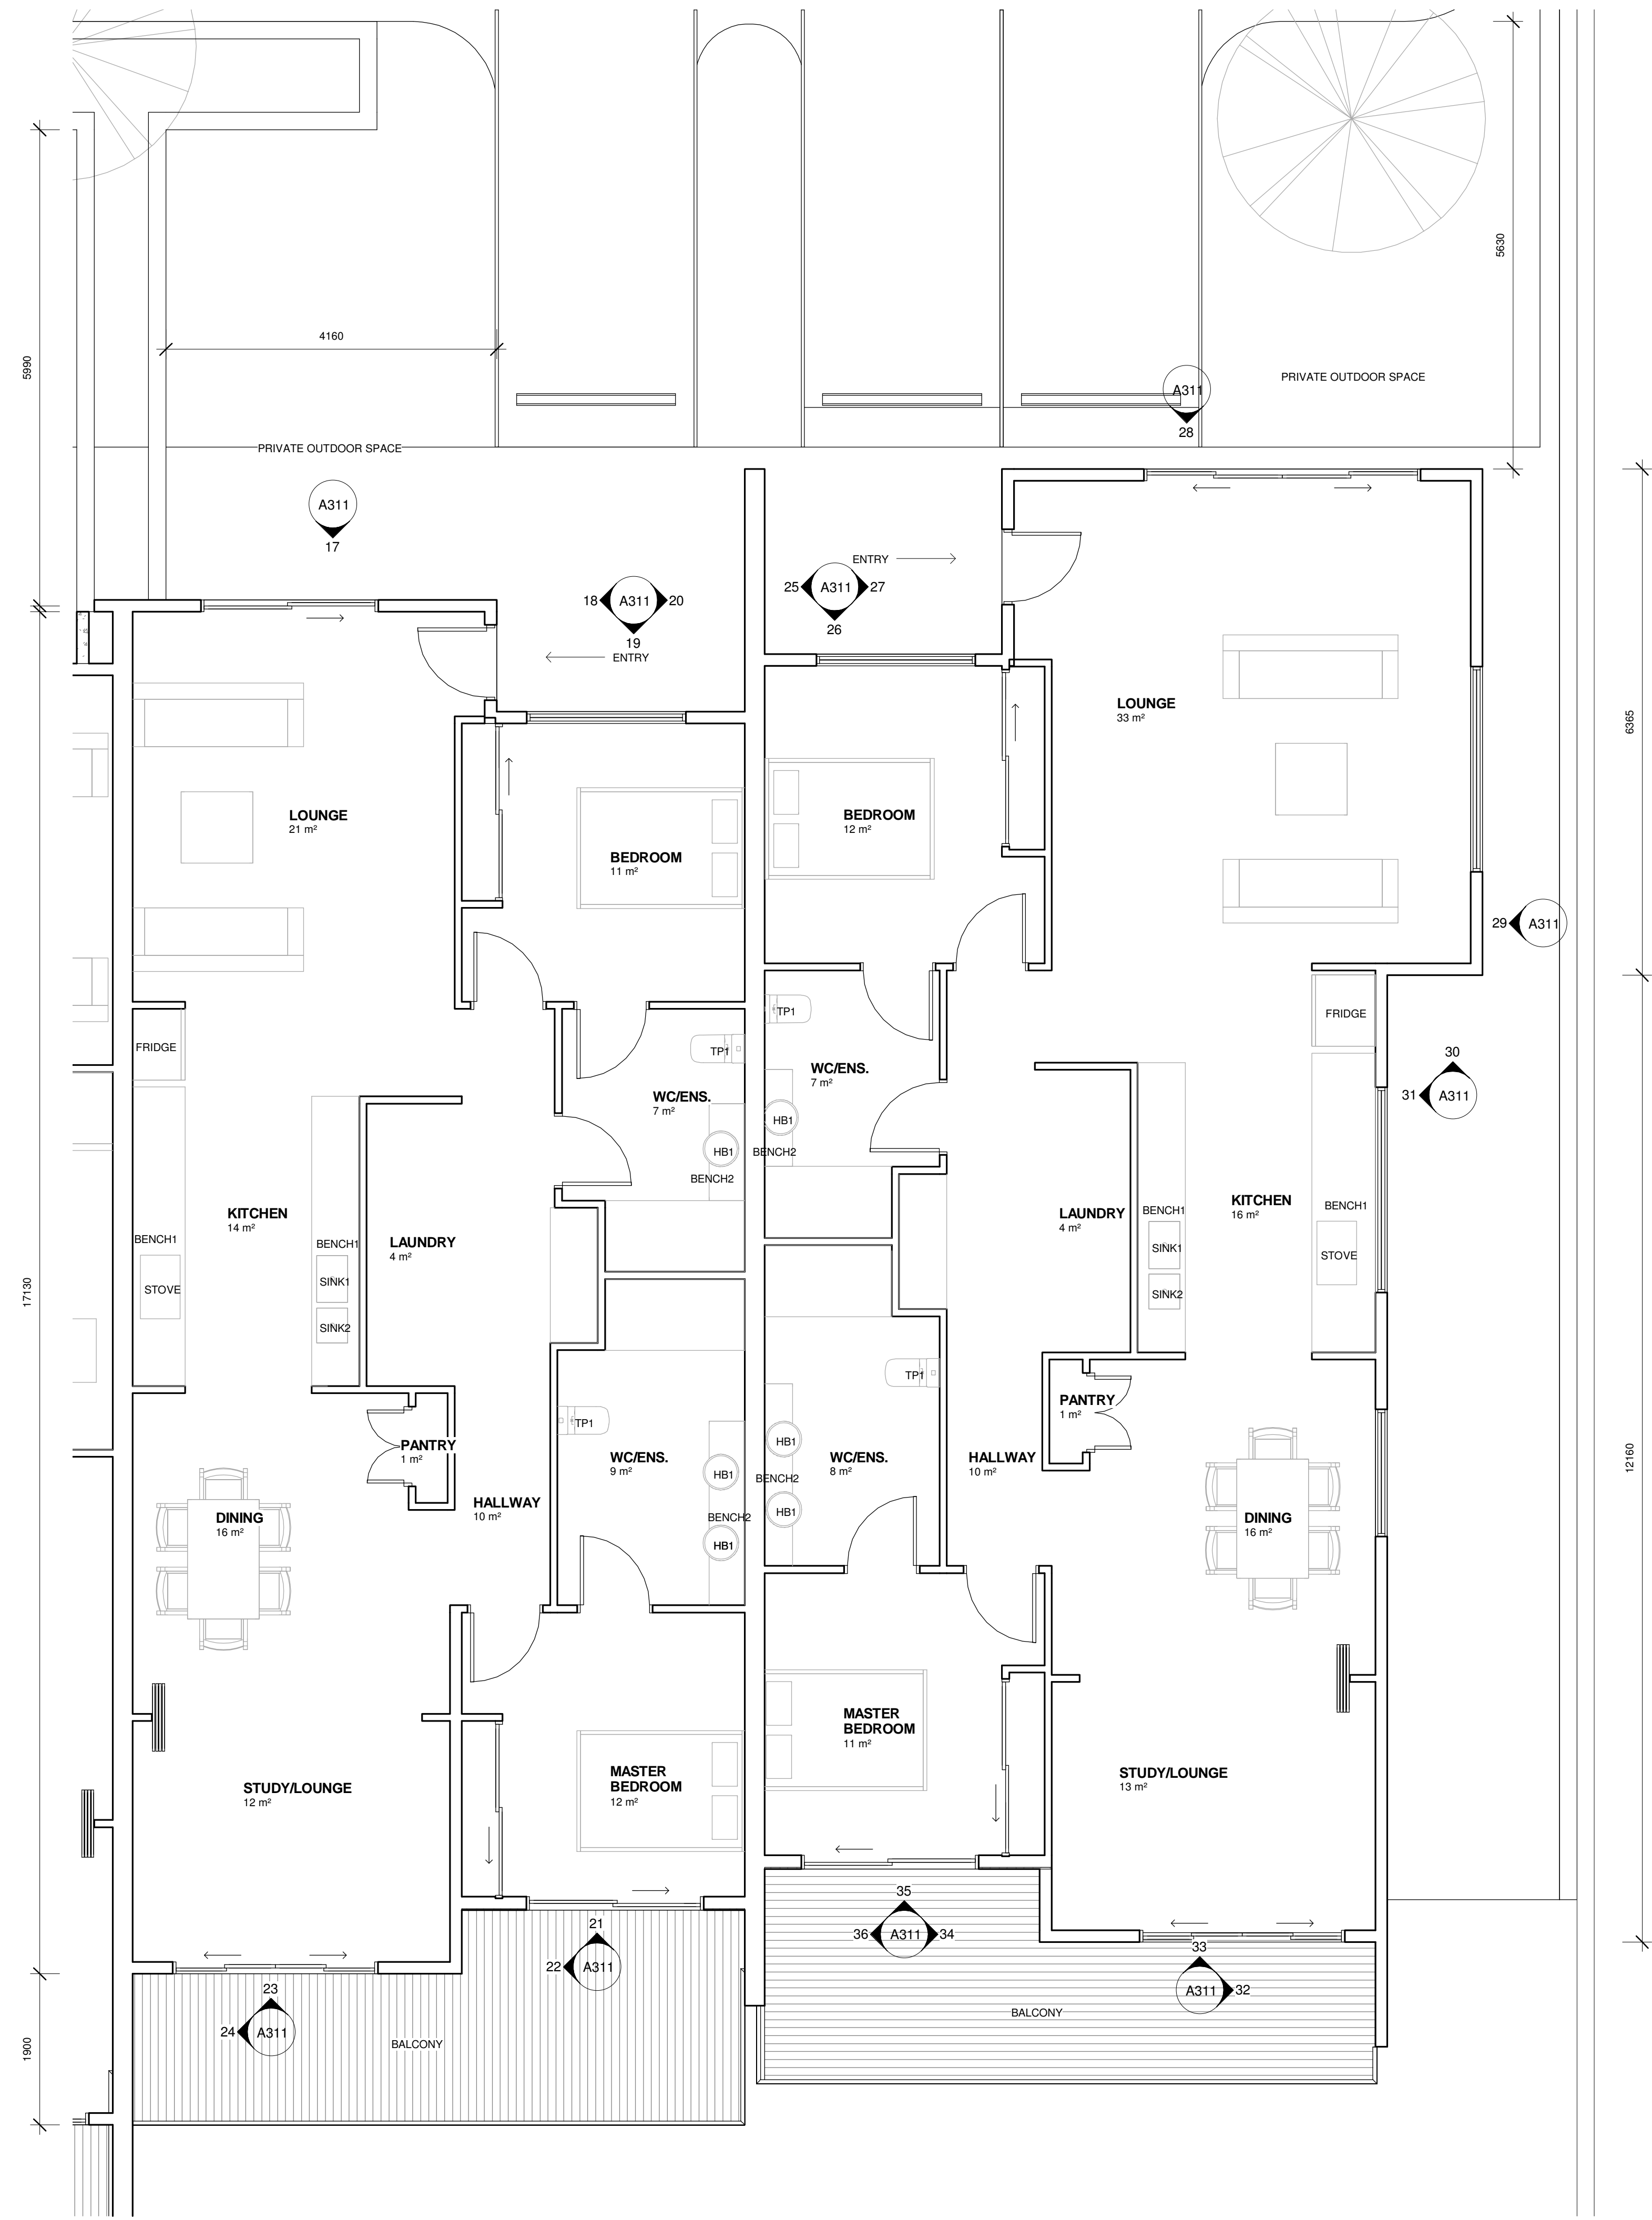 5630
4160
5990
PRIVATE OUTDOOR SPACE
A311
28
PRIVATE OUTDOOR SPACE
A311
17
ENTRY
25 A311 27
26
18 A311 20
19
ENTRY
LOUNGE
33 m²
6365
LOUNGE
21 m²
BEDROOM
12 m²
BEDROOM
11 m²
29 A311
TP1
FRIDGE
FRIDGE
TP1
WC/ENS.
7 m²
30
31 A311
WC/ENS.
7 m²
HB1
BENCH2
HB1
BENCH2
KITCHEN
14 m²
LAUNDRY
4 m²
BENCH1
KITCHEN
16 m²
BENCH1
BENCH1
BENCH1
LAUNDRY
4 m²
SINK1
STOVE
STOVE
SINK1
SINK2
SINK2
17130
TP1
PANTRY
1 m²
TP1
PANTRY
1 m²
HB1
WC/ENS.
9 m²
HB1
BENCH2
WC/ENS.
8 m²
HALLWAY
10 m²
12160
HALLWAY
10 m²
HB1
BENCH2
HB1
DINING
16 m²
DINING
16 m²
MASTER
BEDROOM
11 m²
STUDY/LOUNGE
12 m²
MASTER
BEDROOM
12 m²
STUDY/LOUNGE
13 m²
35
36 A311 34
21
22 A311
33
A311 32
23
24 A311
BALCONY
BALCONY
1900